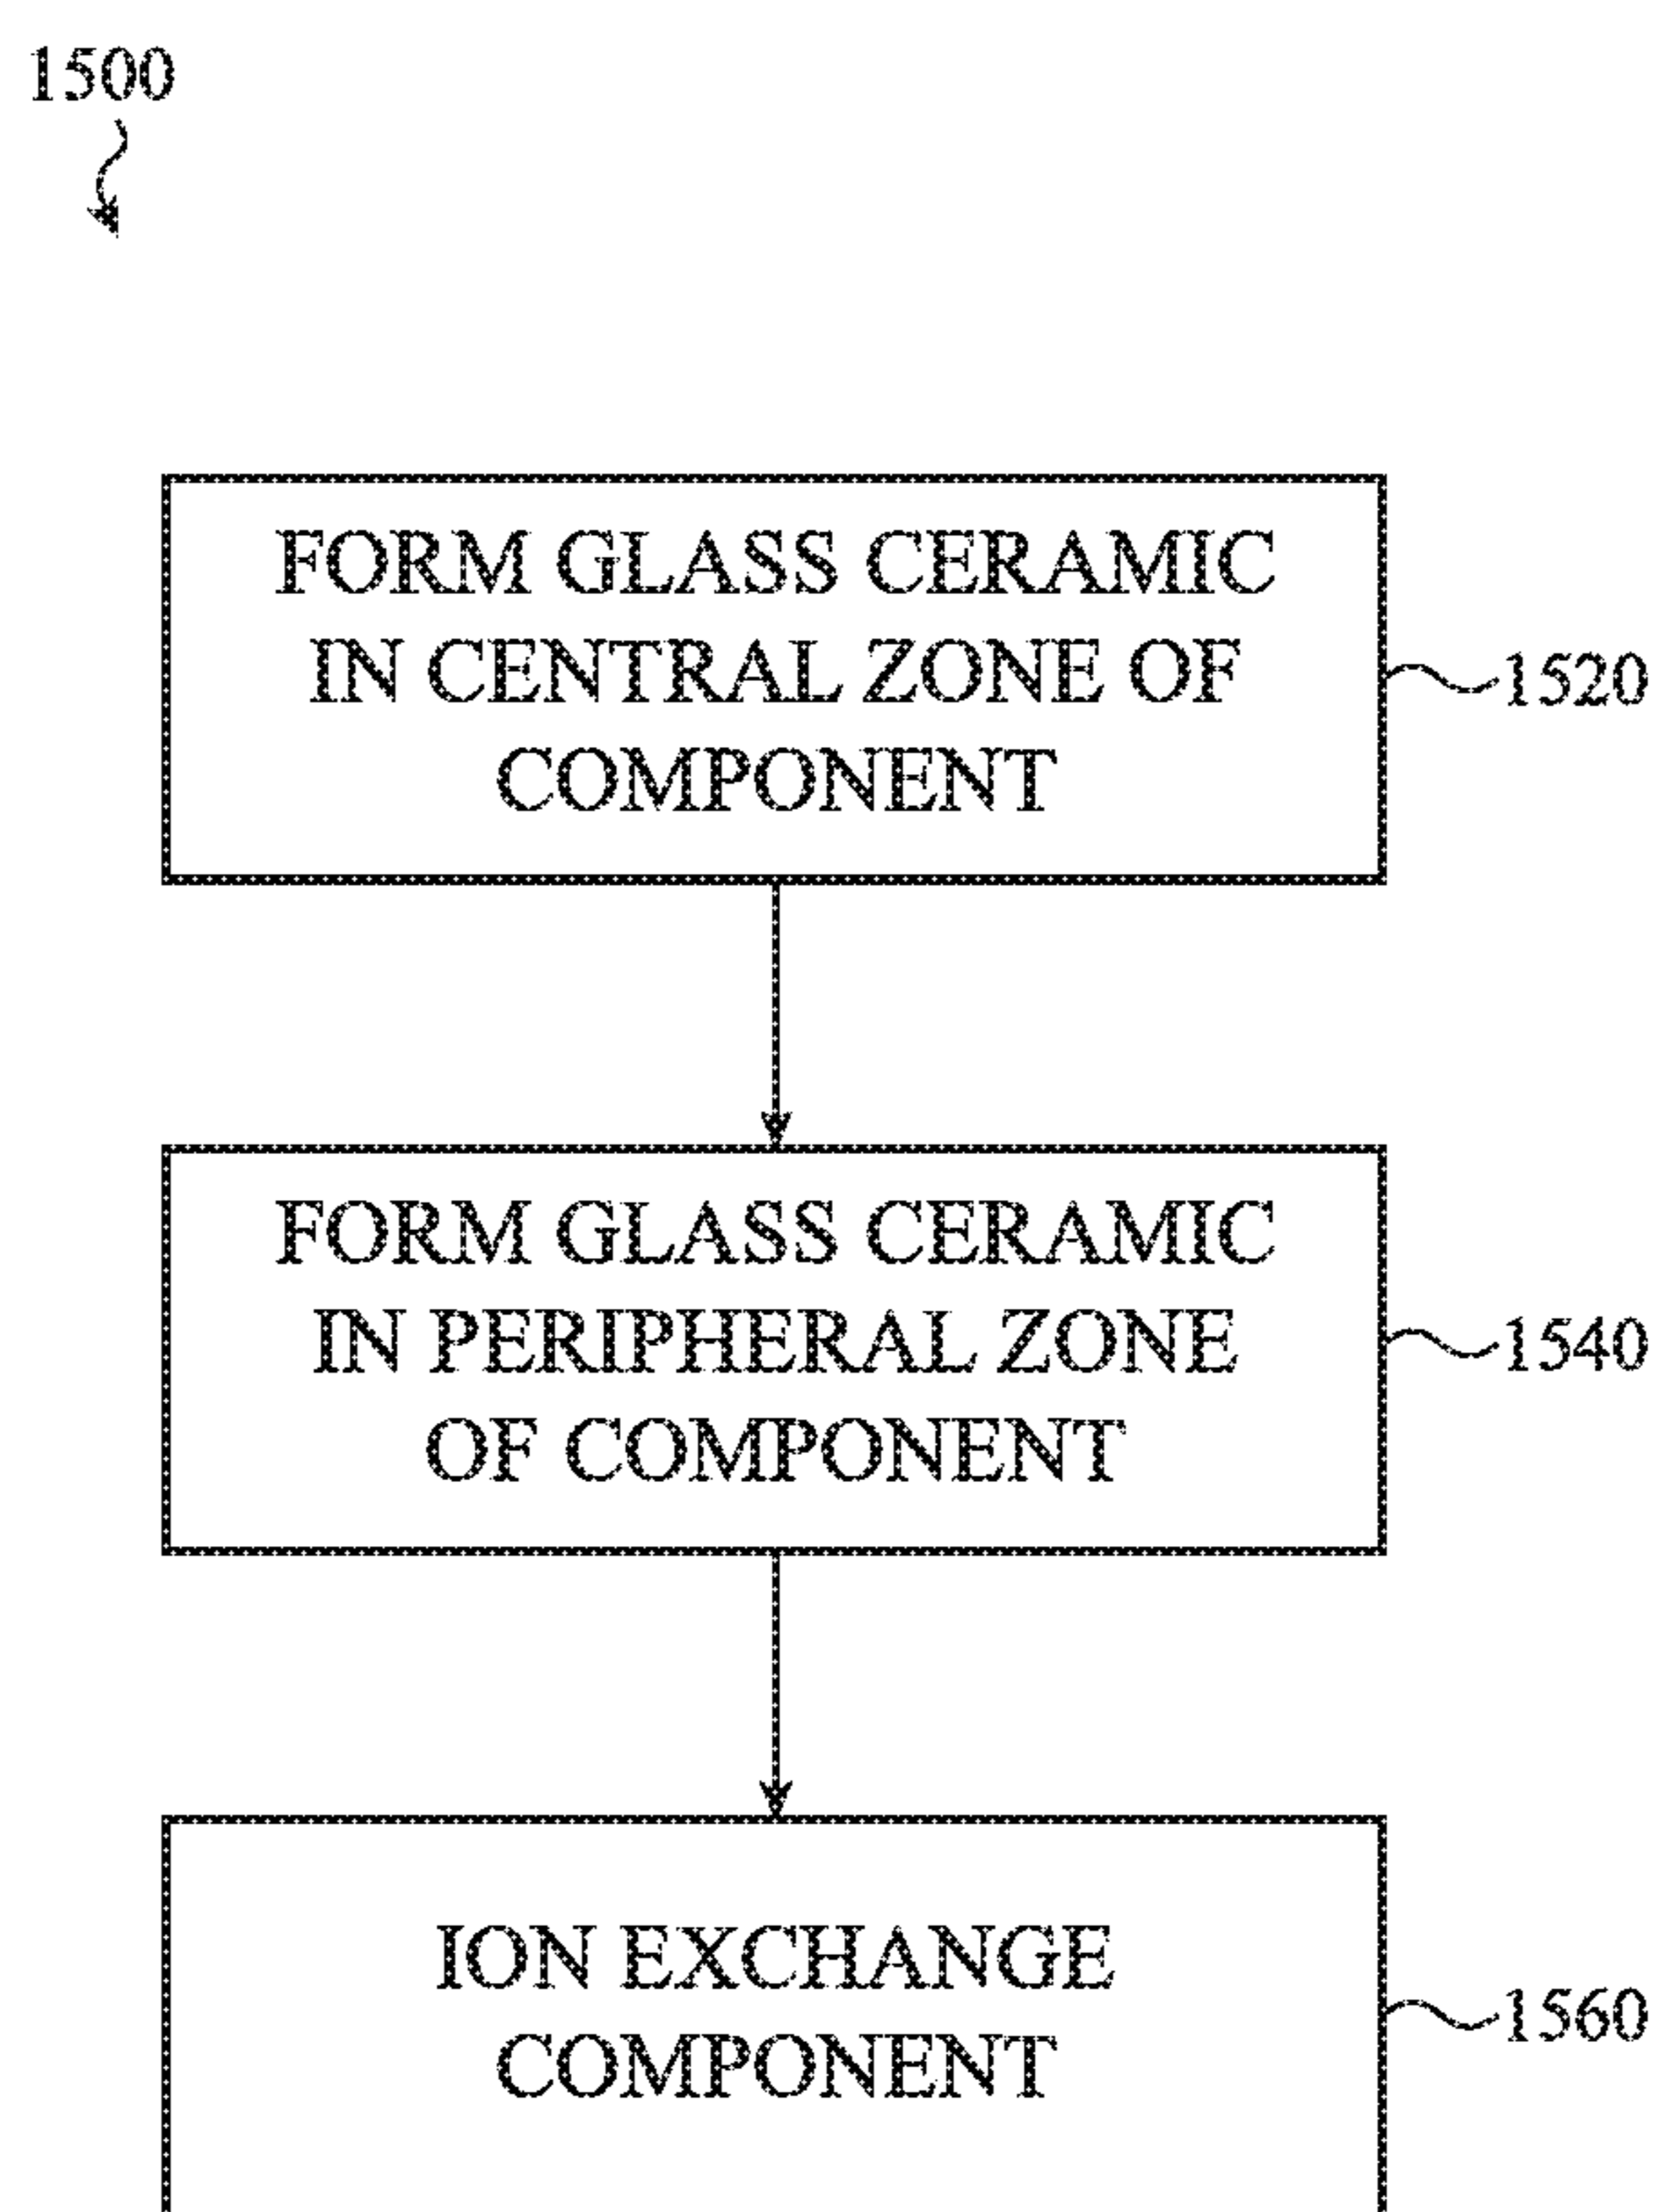 1500
FORM GLASS CERAMIC
IN CENTRAL ZONE OF
COMPONENT
1520
FORM GLASS CERAMIC
IN PERIPHERAL ZONE
OF COMPONENT
1540
ION EXCHANGE
COMPONENT
1560